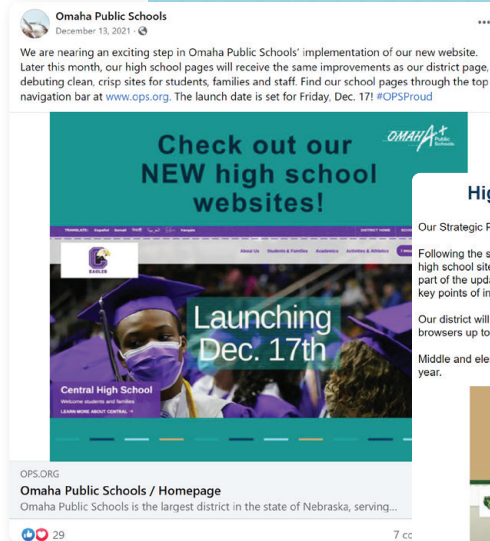 Omaha Public Schools
December 13, 2021 ·
We are nearing an exciting step in Omaha Public Schools' implementation of our new website.
Later this month, our high school pages will receive the same improvements as our district page,
debuting clean, crisp sites for students, families and staff. Find our school pages through the top
navigation bar at www.ops.org. The launch date is set for Friday, Dec. 17! #OPSProud
OMAHA Public Schools
Check out our
NEW high school
websites!
TRANSLATE: Español Somali नेपाली العربية français DISTRICT HOME
C
EAGLES
About Us Students & Families Academics Activities & Athletics
Launching
Dec. 17th
Central High School
Welcome students and families
LEARN MORE ABOUT CENTRAL →
OPS.ORG
Omaha Public Schools / Homepage
Omaha Public Schools is the largest district in the state of Nebraska, serving...
29
7 cc
Hig
Our Strategic P
Following the s
high school site
part of the upda
key points of in
Our district will
browsers up to
Middle and ele
year.